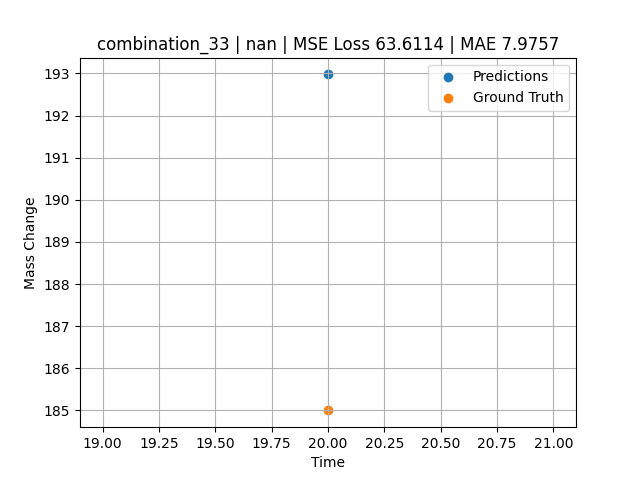 combination_33 | nan | MSE Loss 63.6114 | MAE 7.9757
Predictions
Ground Truth
193
192
191
190
189
188
187
186
185
Mass Change
19.00 19.25 19.50 19.75 20.00 20.25 20.50 20.75 21.00
Time